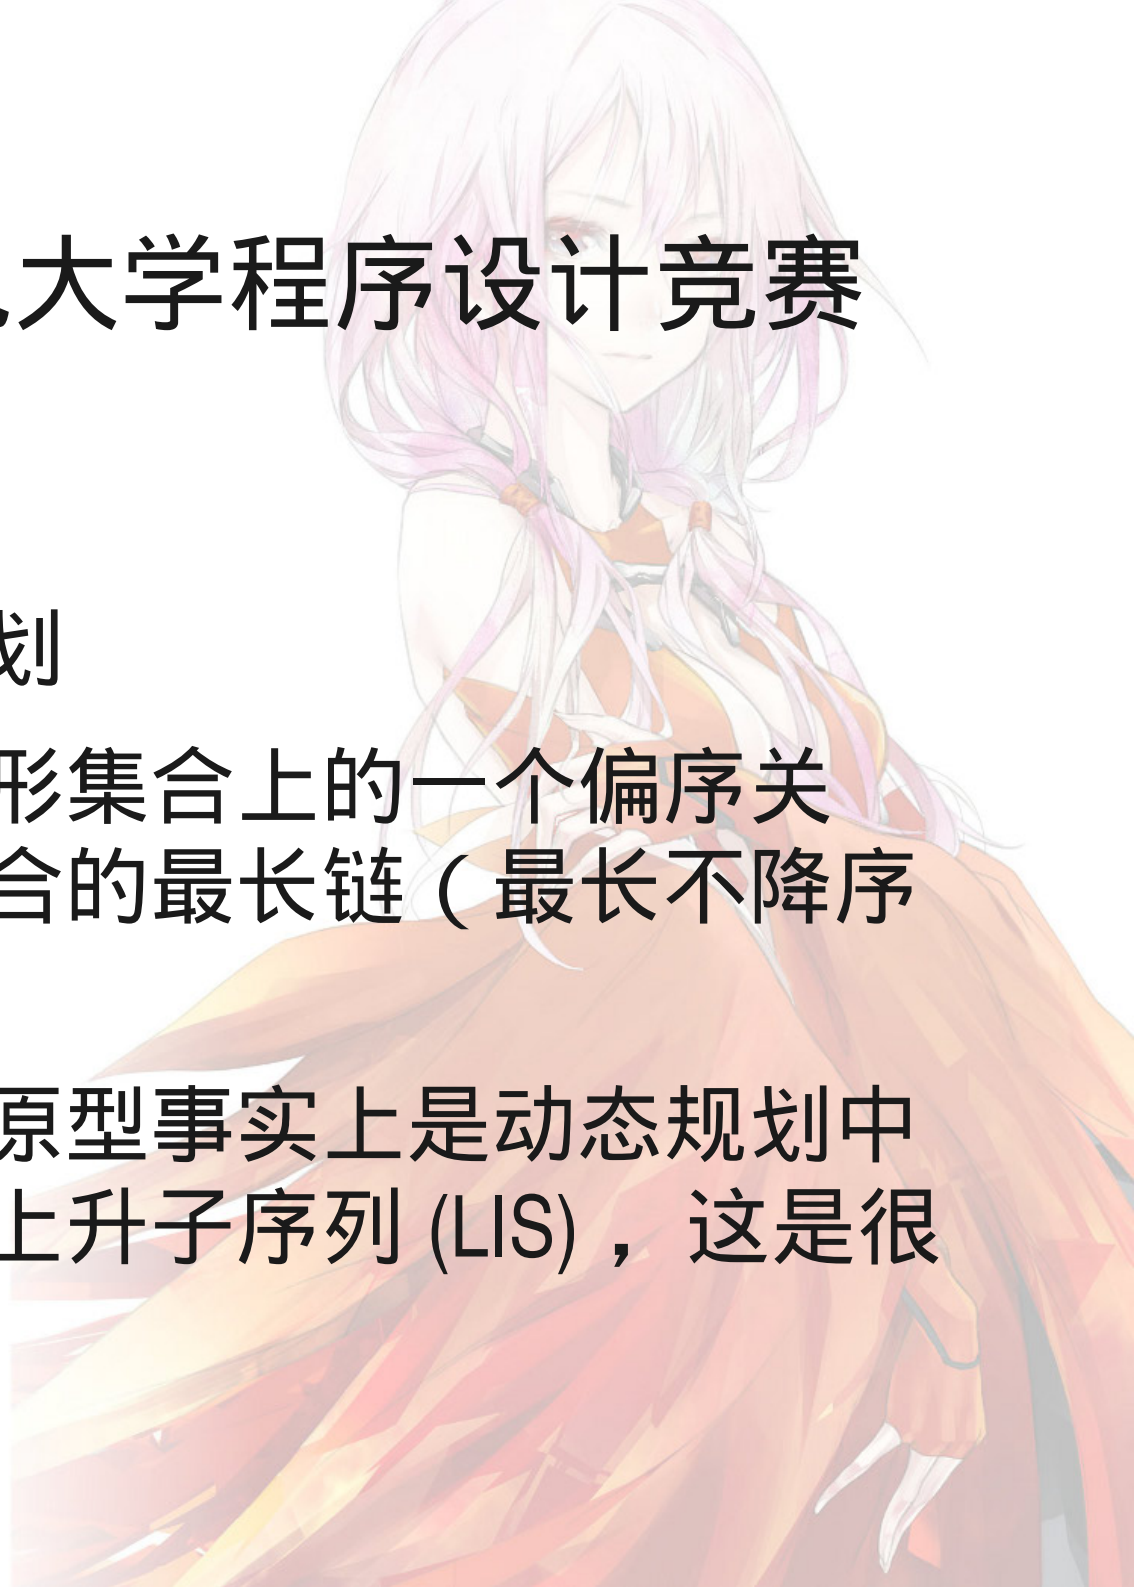 大学程序设计竞赛
划
形集合上的一个偏序关
合的最长链（最长不降序
原型事实上是动态规划中
上升子序列 (LIS) ，这是很